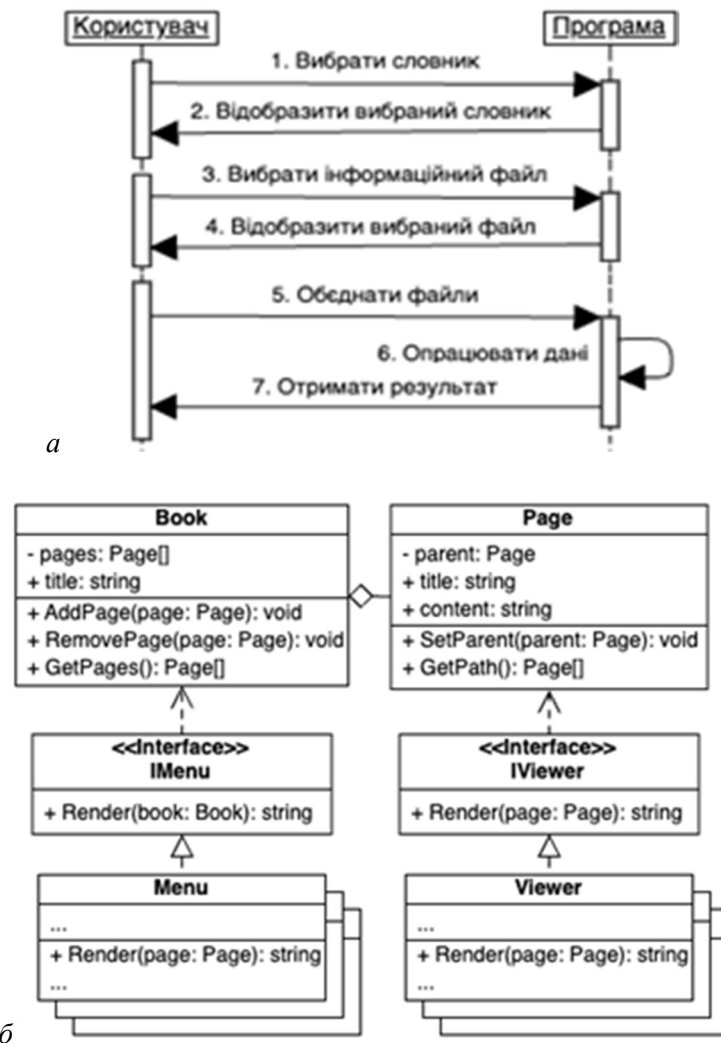 Користувач
Програма
1. Вибрати словник
2. Відобразити вибраний словник
3. Вибрати інформаційний файл
4. Відобразити вибраний файл
5. Обєднати файли
6. Опрацювати дані
7. Отримати результат
а
Book
- pages: Page[]
+ title: string
+ AddPage(page: Page): void
+ RemovePage(page: Page): void
+ GetPages(): Page[]
Page
- parent: Page
+ title: string
+ content: string
+ SetParent(parent: Page): void
+ GetPath(): Page[]
<<Interface>>
IMenu
+ Render(book: Book): string
<<Interface>>
IViewer
+ Render(page: Page): string
Menu
...
+ Render(page: Page): string
...
Viewer
...
+ Render(page: Page): string
...
б